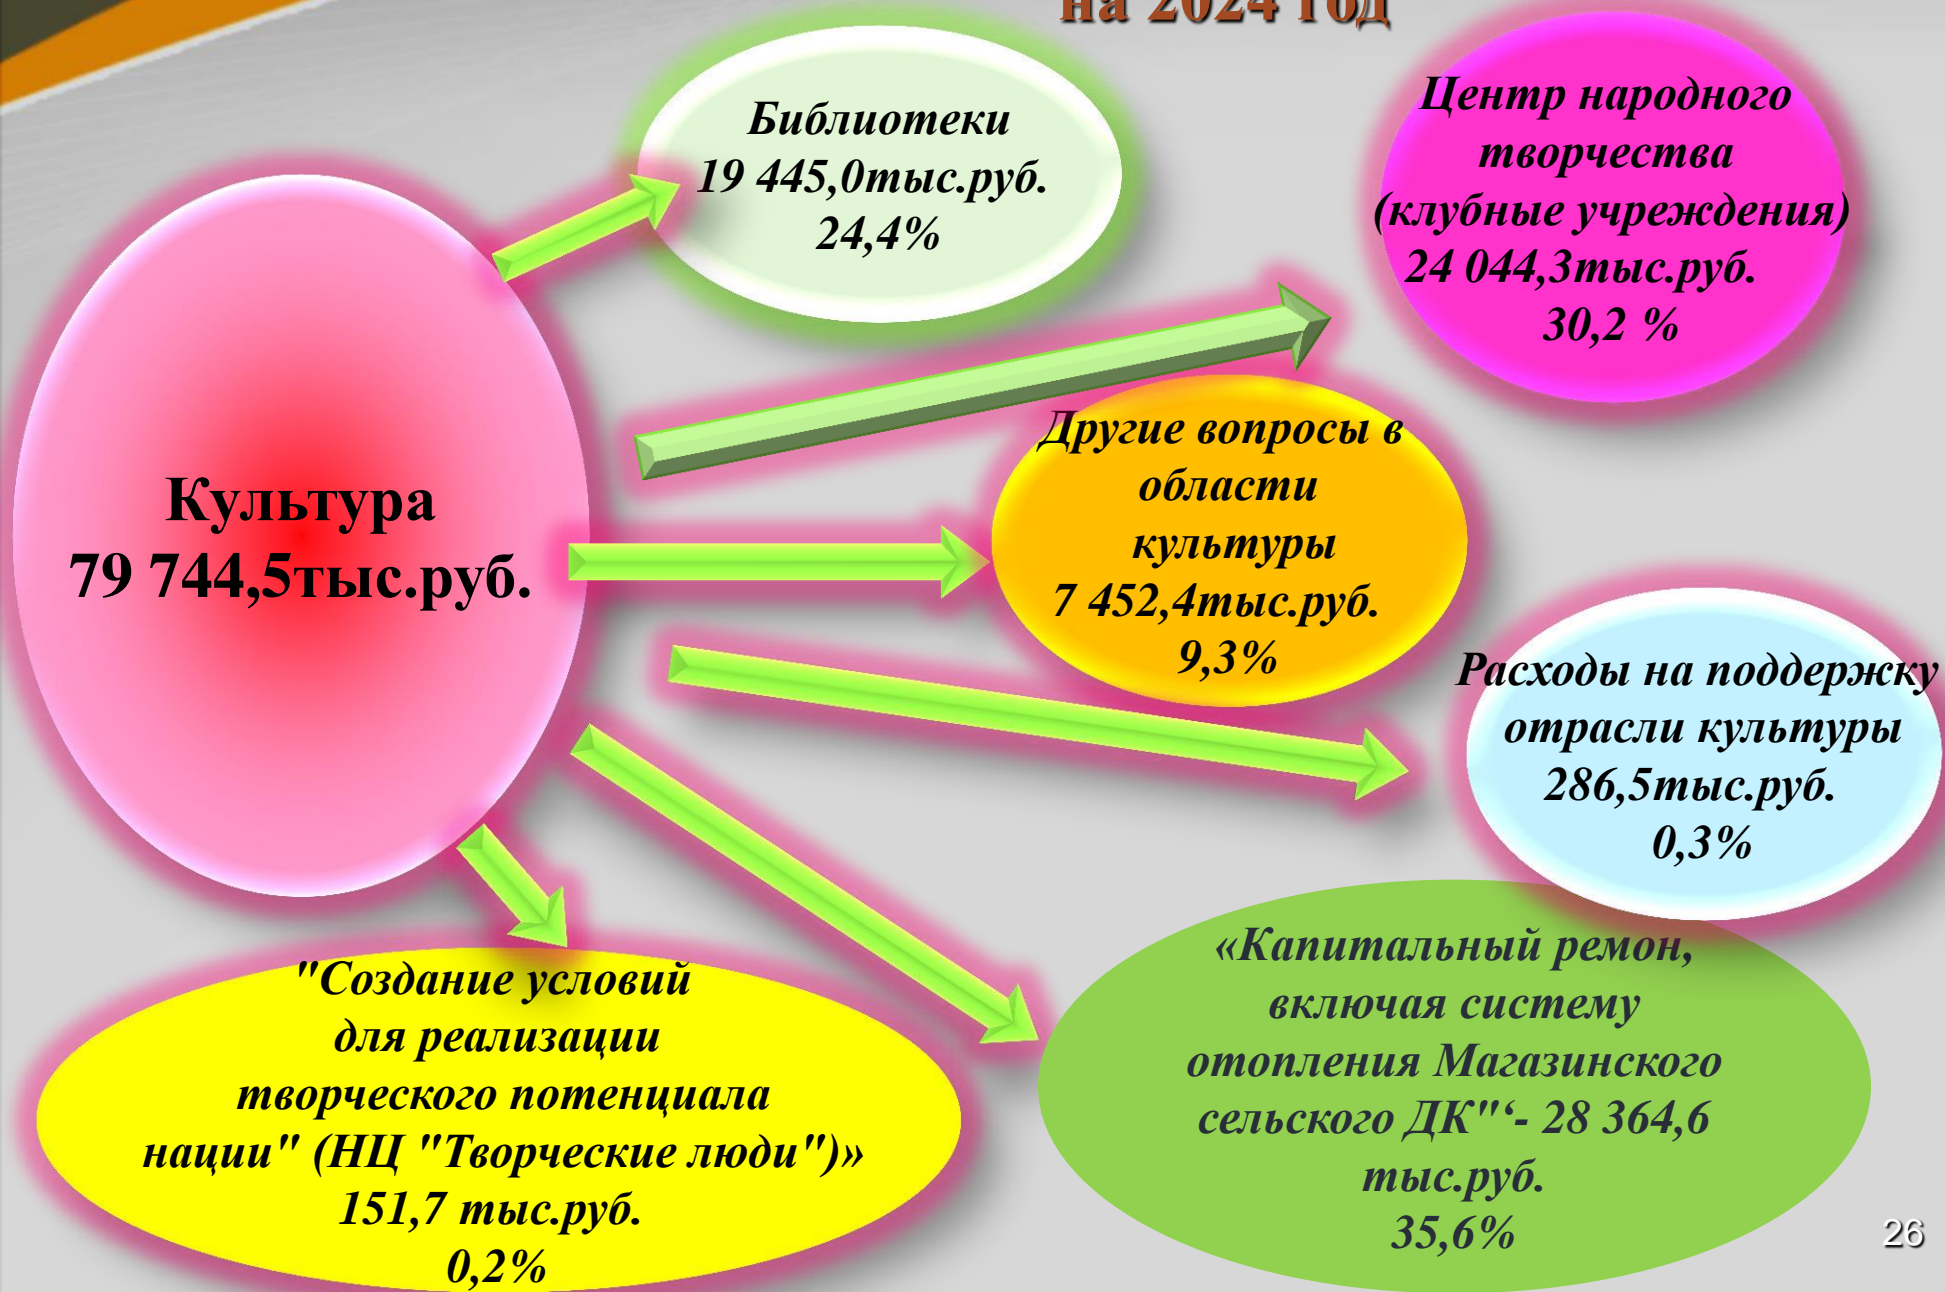 на 2024 год
Библиотеки
19 445,0тыс.руб.
24,4%
Центр народного
творчества
(клубные учреждения)
24 044,3тыс.руб.
30,2 %
Культура
79 744,5тыс.руб.
Другие вопросы в
области
культуры
7 452,4тыс.руб.
9,3%
Расходы на поддержку
отрасли культуры
286,5тыс.руб.
0,3%
"Создание условий
для реализации
творческого потенциала
нации" (НЦ "Творческие люди")»
151,7 тыс.руб.
0,2%
«Капитальный ремон,
включая систему
отопления Магазинского
сельского ДК"‘- 28 364,6
тыс.руб.
35,6%
26